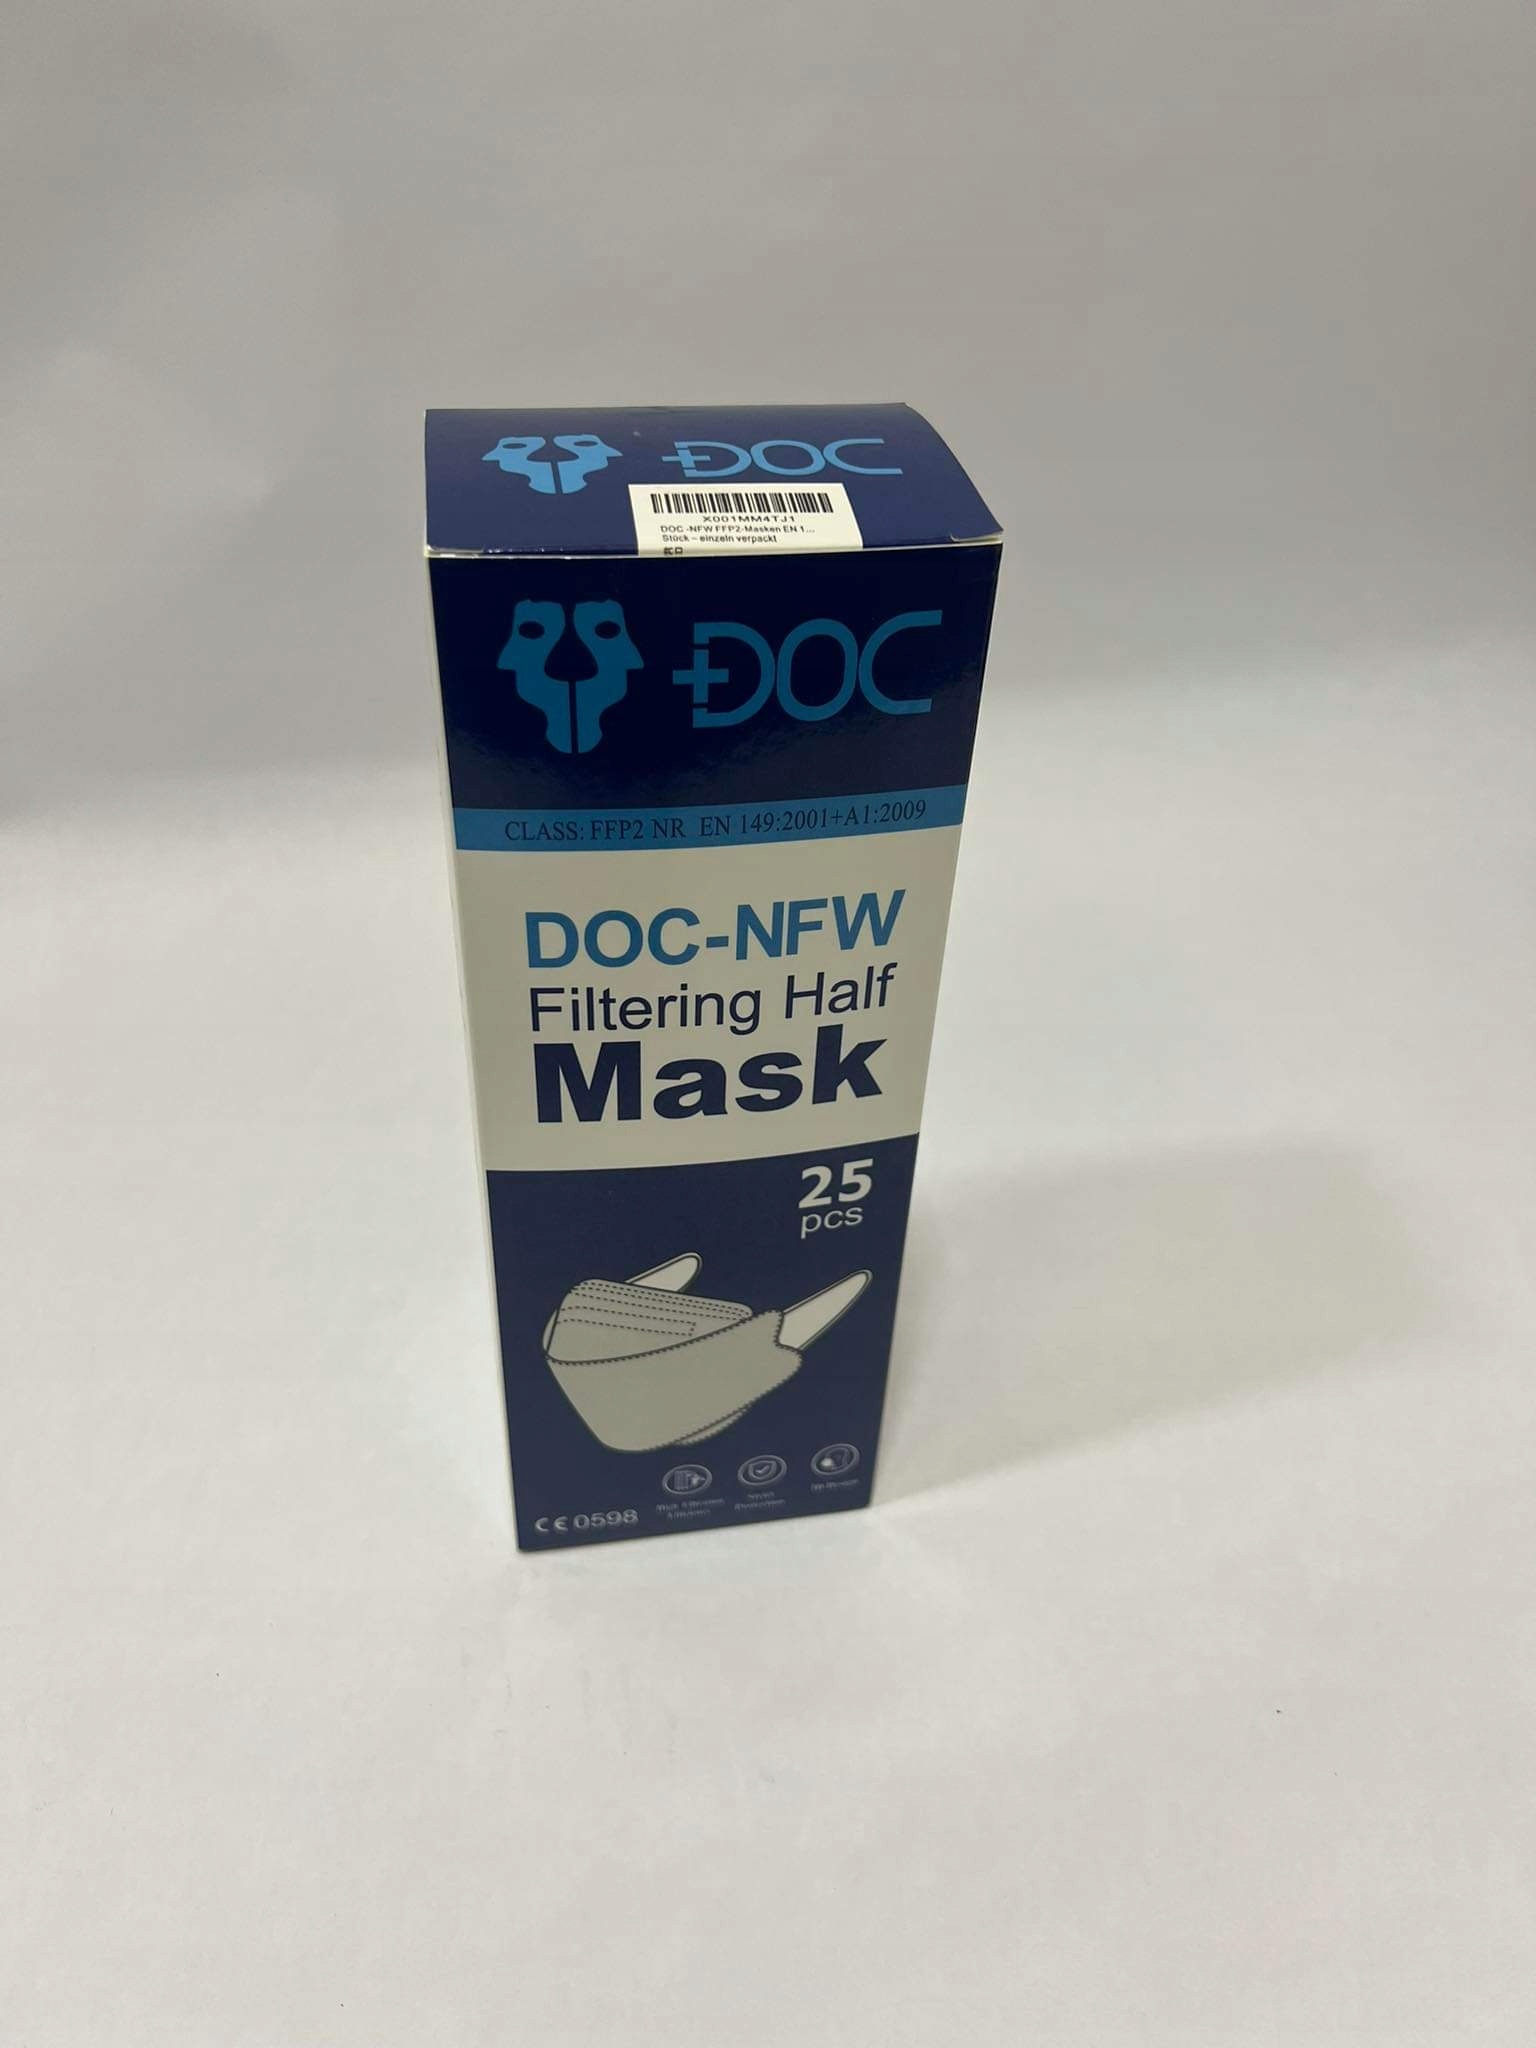 DOC
X001MM4TJ1
DOC -NFW FFP2-Masken EN 1...
Stück – einzeln verpackt
DOC
CLASS: FFP2 NR EN 149:2001+A1:2009
DOC-NFW
Filtering Half
Mask
25
pcs
CE 0598